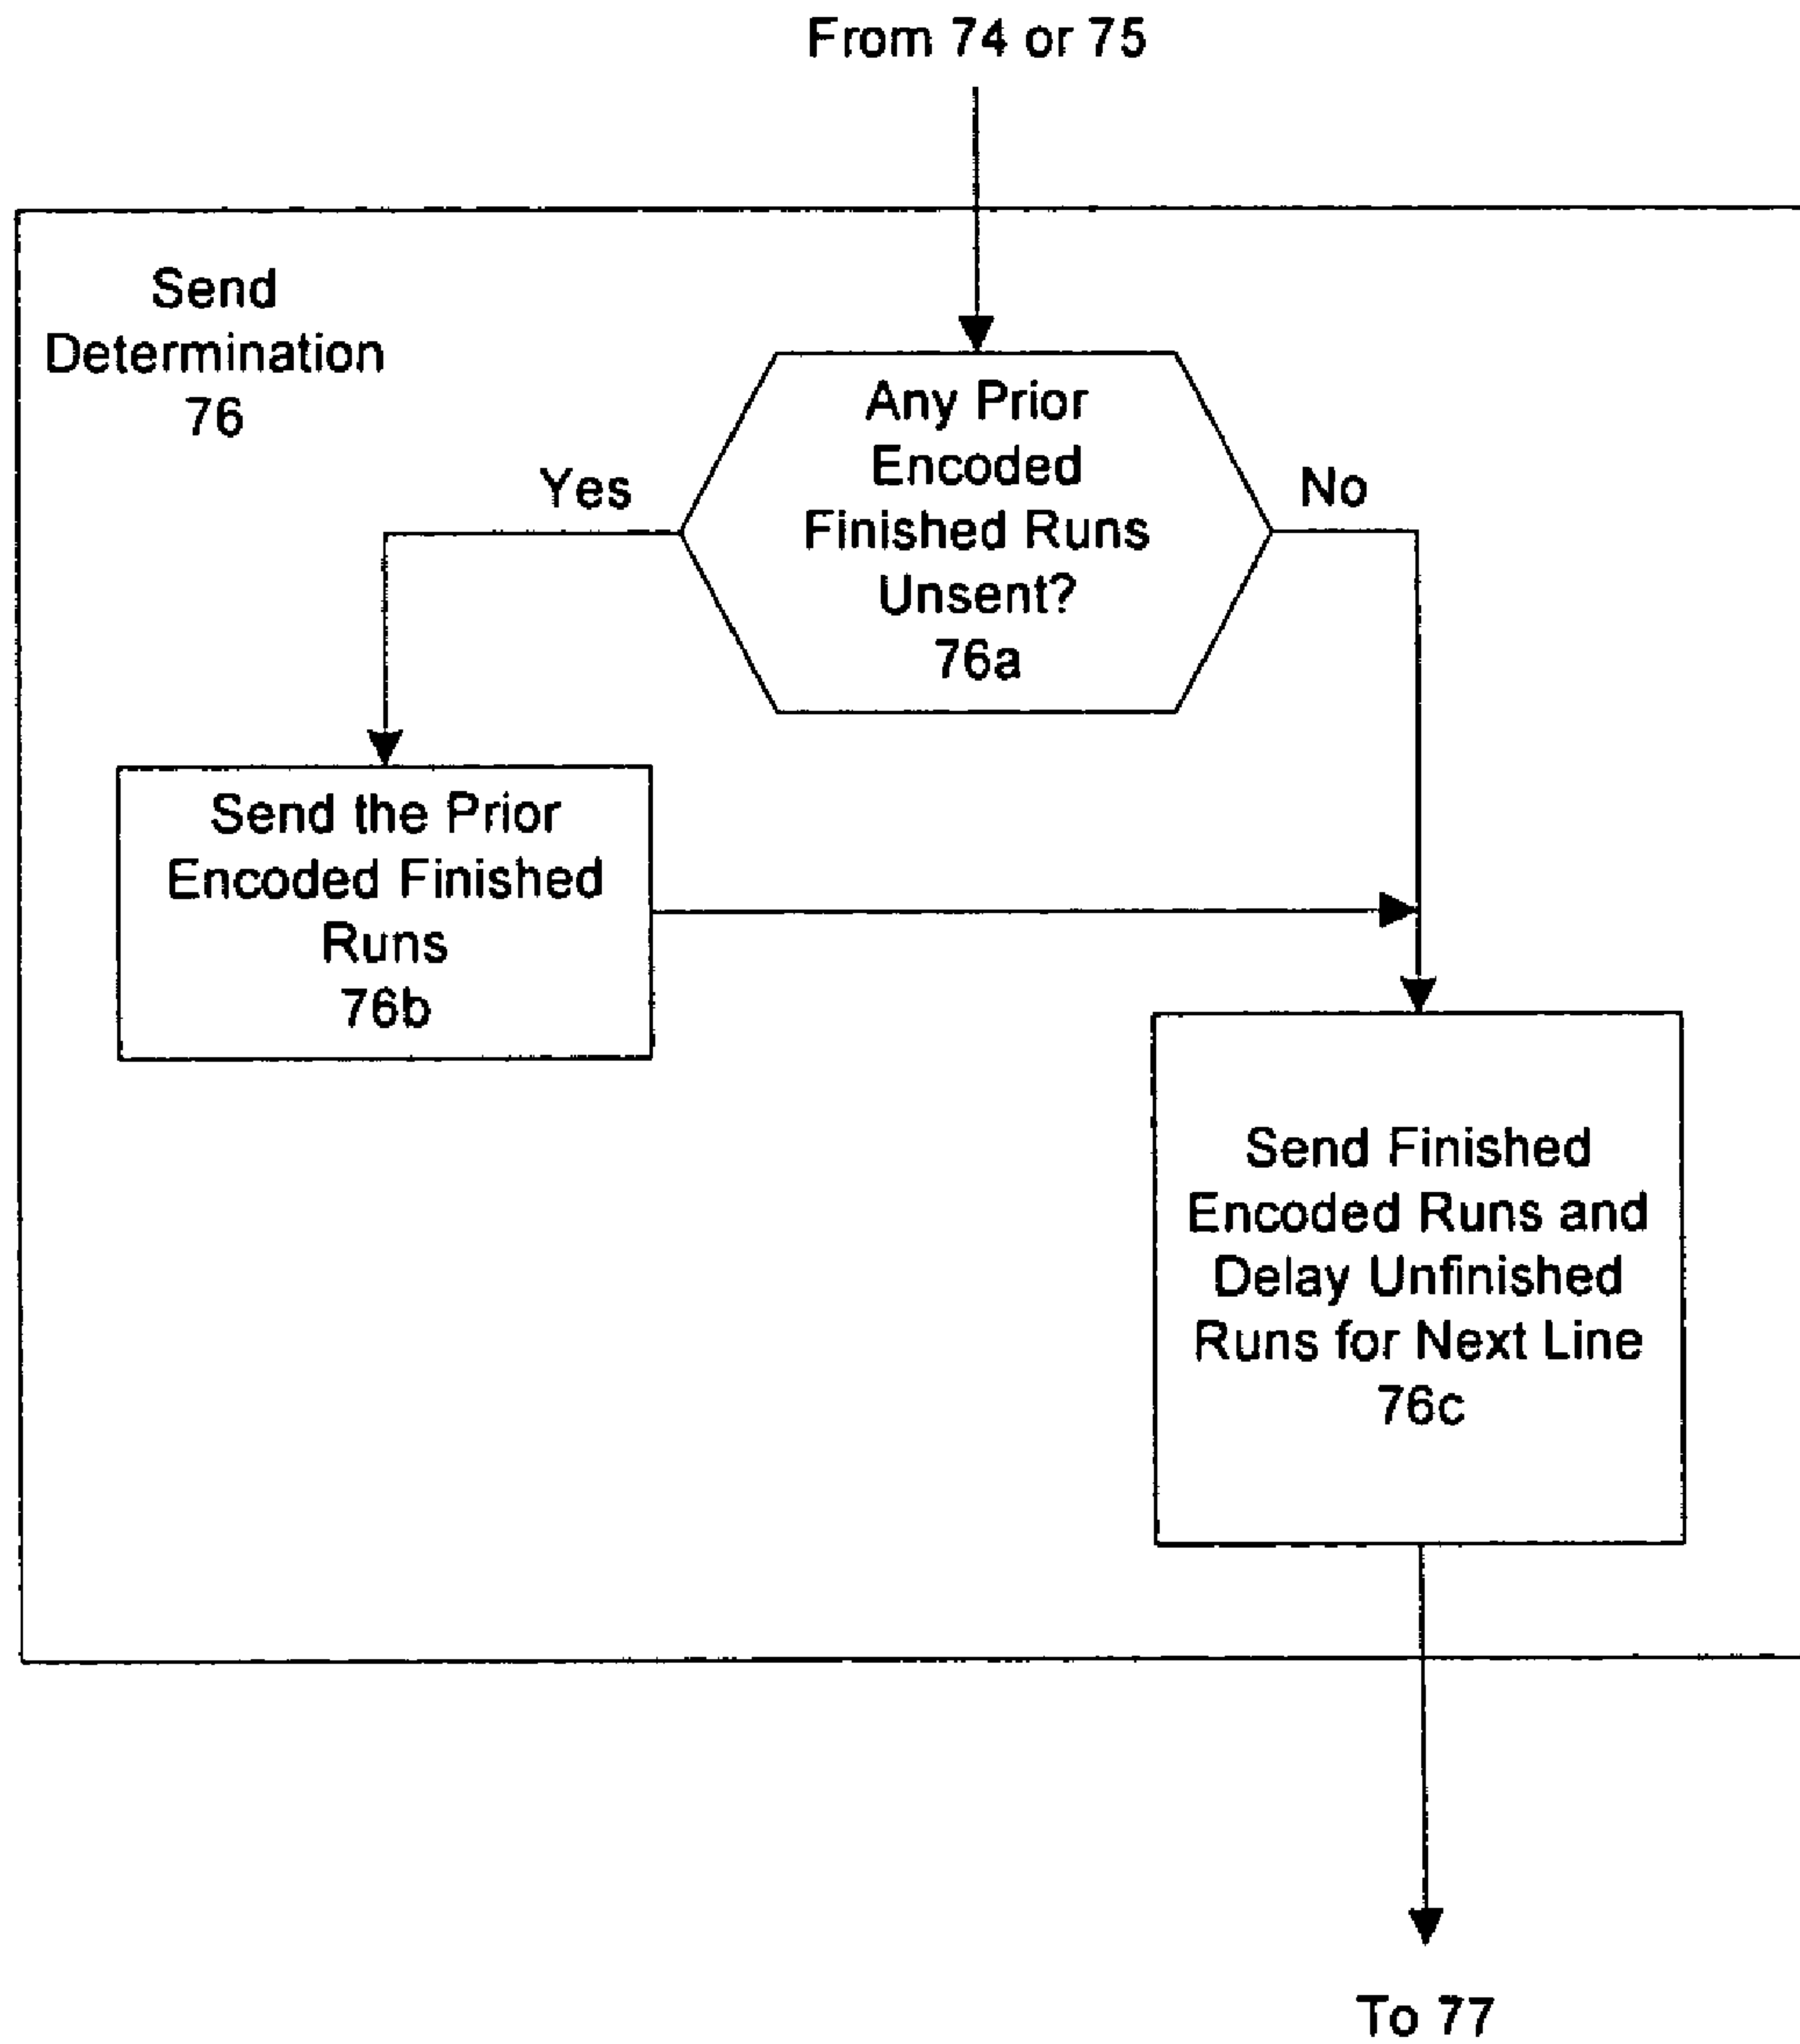 From 74 or 75
Send
Determination
76
Any Prior
Encoded
Finished Runs
Unsent?
76a
Yes
No
Send the Prior
Encoded Finished
Runs
76b
Send Finished
Encoded Runs and
Delay Unfinished
Runs for Next Line
76c
To 77